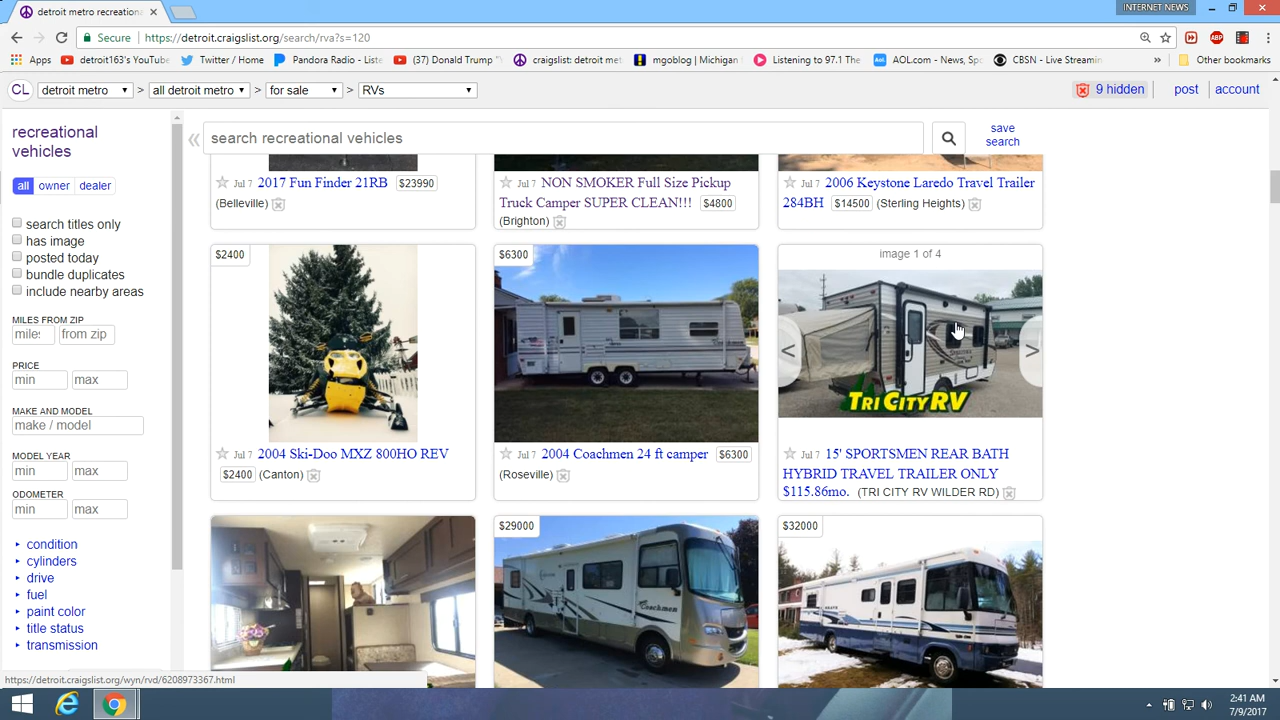 detroit metro recreation
INTERNET NEWS
Secure
https://detroit.craigslist.org/search/rva?s=120
ABP
Apps
detroit163's YouTube
Twitter / Home
Pandora Radio - Liste
(37) Donald Trump "
craigslist: detroit met
mgoblog | Michigan
Listening to 97.1 The
Aol.
AOL.com - News, Sp
CBSN - Live Streamin
»
Other bookmarks
CL
detroit metro
>
all detroit metro
>
for sale
>
RVs
9 hidden
post
account
recreational
vehicles
all
owner
dealer
search titles only
has image
posted today
bundle duplicates
include nearby areas
MILES FROM ZIP
miles
from zip
PRICE
min
max
MAKE AND MODEL
make / model
MODEL YEAR
min
max
ODOMETER
min
max
condition
cylinders
drive
fuel
paint color
title status
transmission
«
search recreational vehicles
save
search
Jul 7 2017 Fun Finder 21RB $23990
(Belleville)
Jul 7 NON SMOKER Full Size Pickup
Truck Camper SUPER CLEAN!!! $4800
(Brighton)
Jul 7 2006 Keystone Laredo Travel Trailer
284BH $14500 (Sterling Heights)
$2400
Jul 7 2004 Ski-Doo MXZ 800HO REV
$2400 (Canton)
$6300
Jul 7 2004 Coachmen 24 ft camper $6300
(Roseville)
image 1 of 4
<
>
TRI CITY RV
Jul 7 15' SPORTSMEN REAR BATH
HYBRID TRAVEL TRAILER ONLY
$115.86mo. (TRI CITY RV WILDER RD)
$29000
Coachmen
$32000
https://detroit.craigslist.org/wyn/rvd/6208973367.html
2:41 AM
7/9/2017